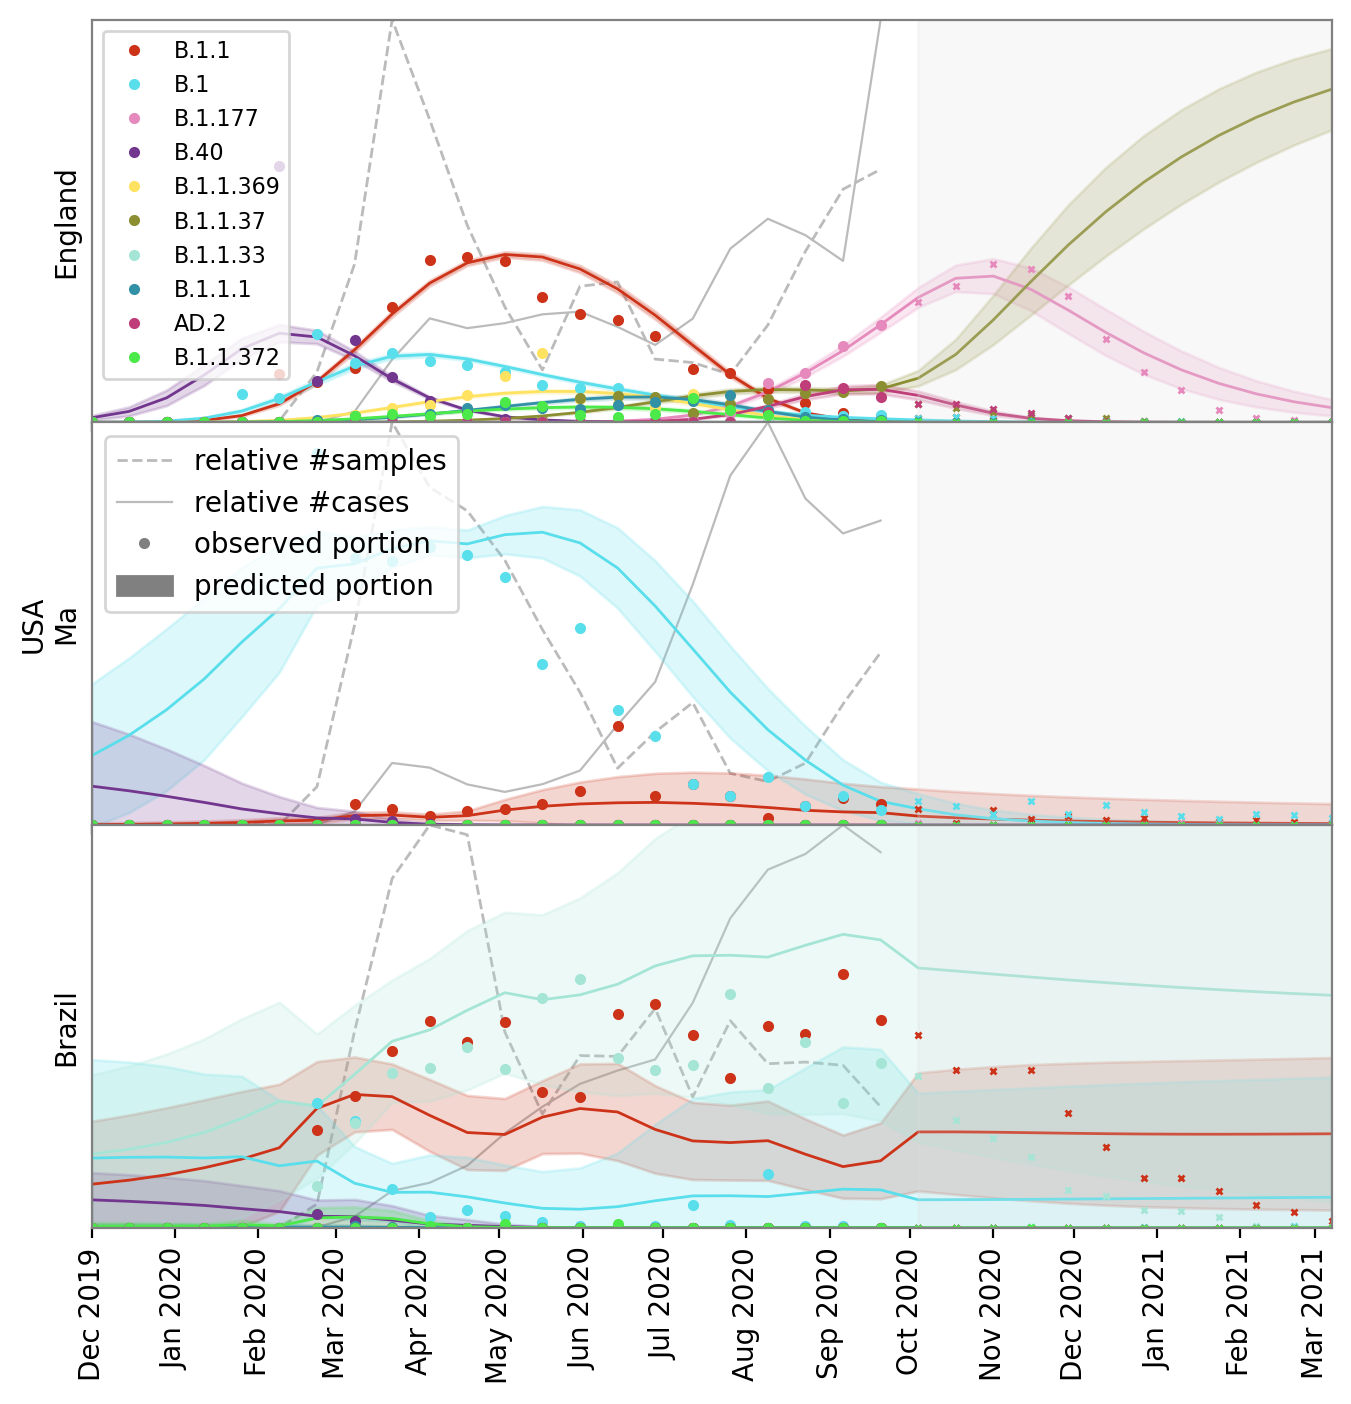 B.1.1
B.1
B.1.177
B.40
B.1.1.369
B.1.1.37
B.1.1.33
B.1.1.1
AD.2
B.1.1.372
England
relative #samples
relative #cases
observed portion
predicted portion
USA
Ma
Brazil
Dec 2019
Jan 2020
Feb 2020
Mar 2020
Apr 2020
May 2020
Jun 2020
Jul 2020
Aug 2020
Sep 2020
Oct 2020
Nov 2020
Dec 2020
Jan 2021
Feb 2021
Mar 2021